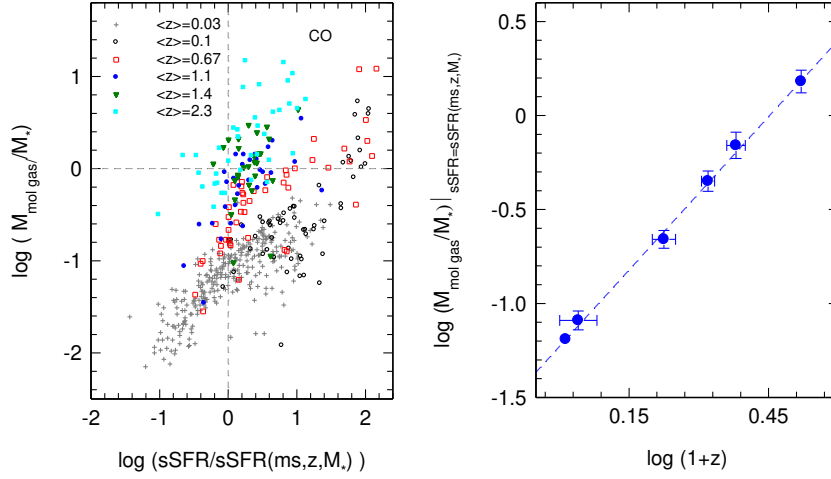 CO
<z>=0.03
<z>=0.1
<z>=0.67
<z>=1.1
<z>=1.4
<z>=2.3
1
0
-1
-2
-2
-1
0
1
2
log ( M_mol gas/M_*)
log (sSFR/sSFR(ms,z,M_*) )
0.6
0.0
-0.5
-1.0
-1.5
0.15
0.45
log (M_mol gas/M_*) |_sSFR=sSFR(ms,z,M_*)
log (1+z)